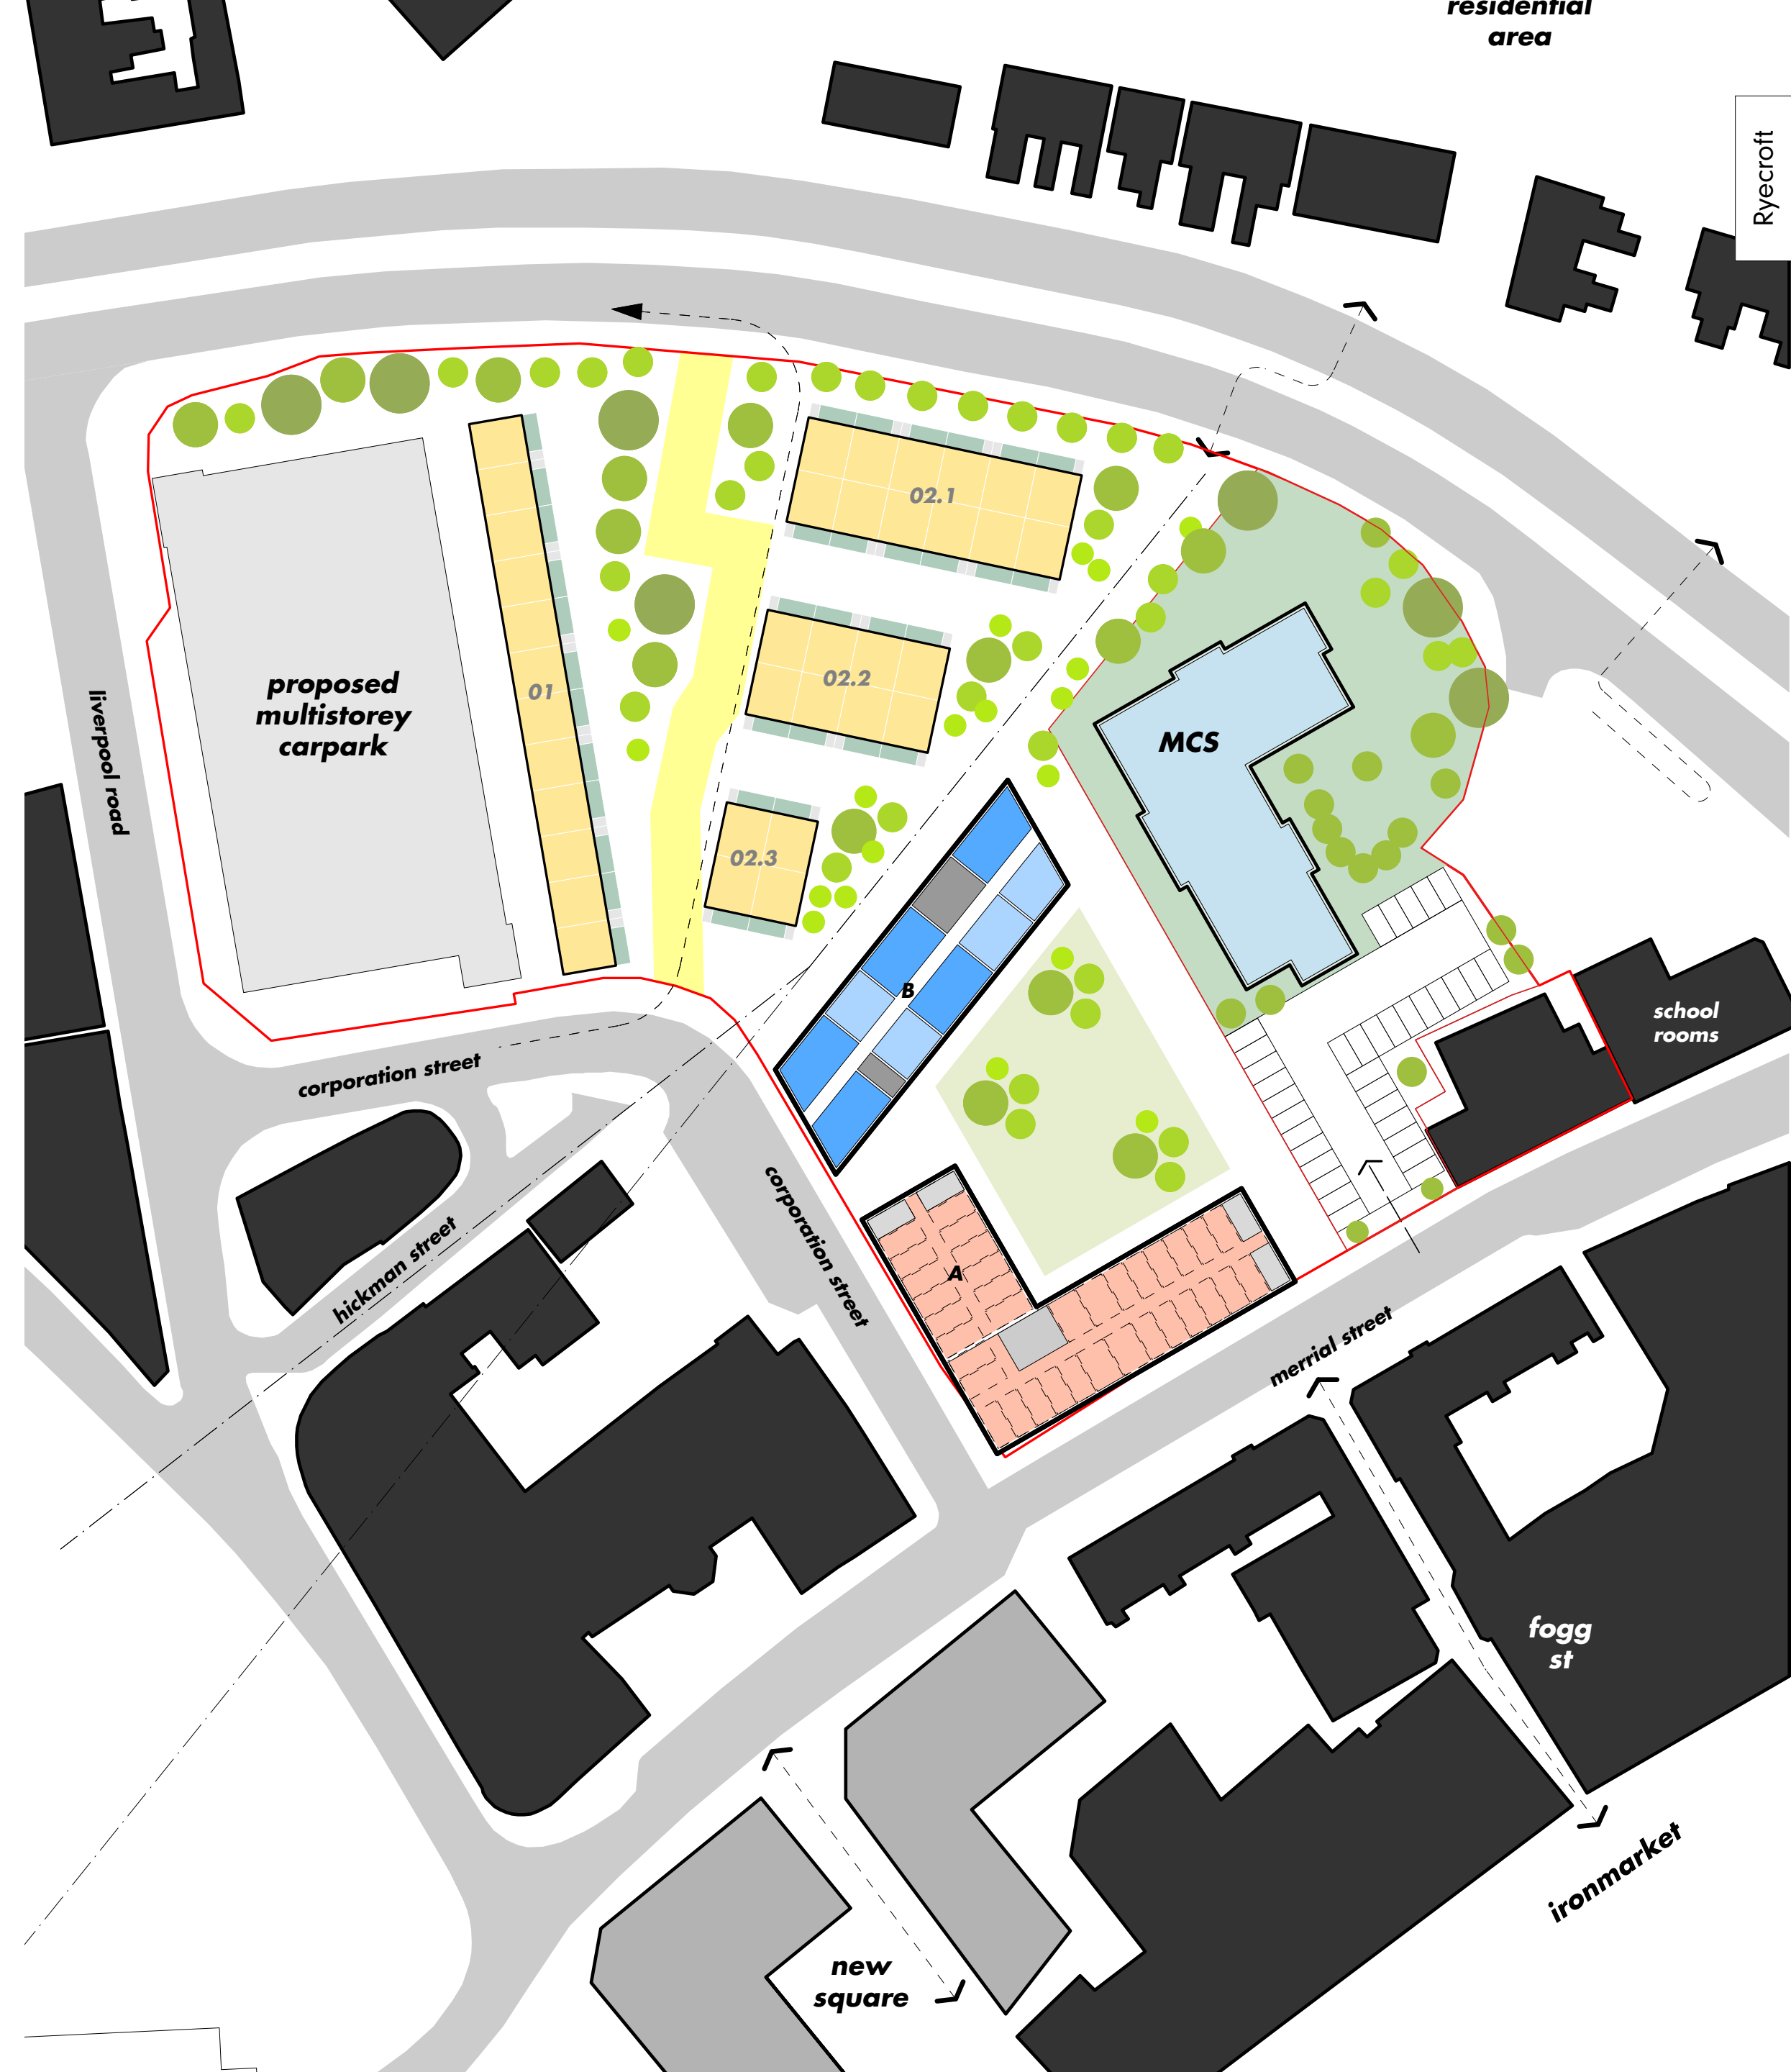 residential
area
Ryecroft
02.1
02.2
02.3
01
proposed
multistorey
carpark
MCS
liverpool road
B
school
rooms
corporation street
corporation street
A
hickman street
merrial street
fogg
st
ironmarket
new
square